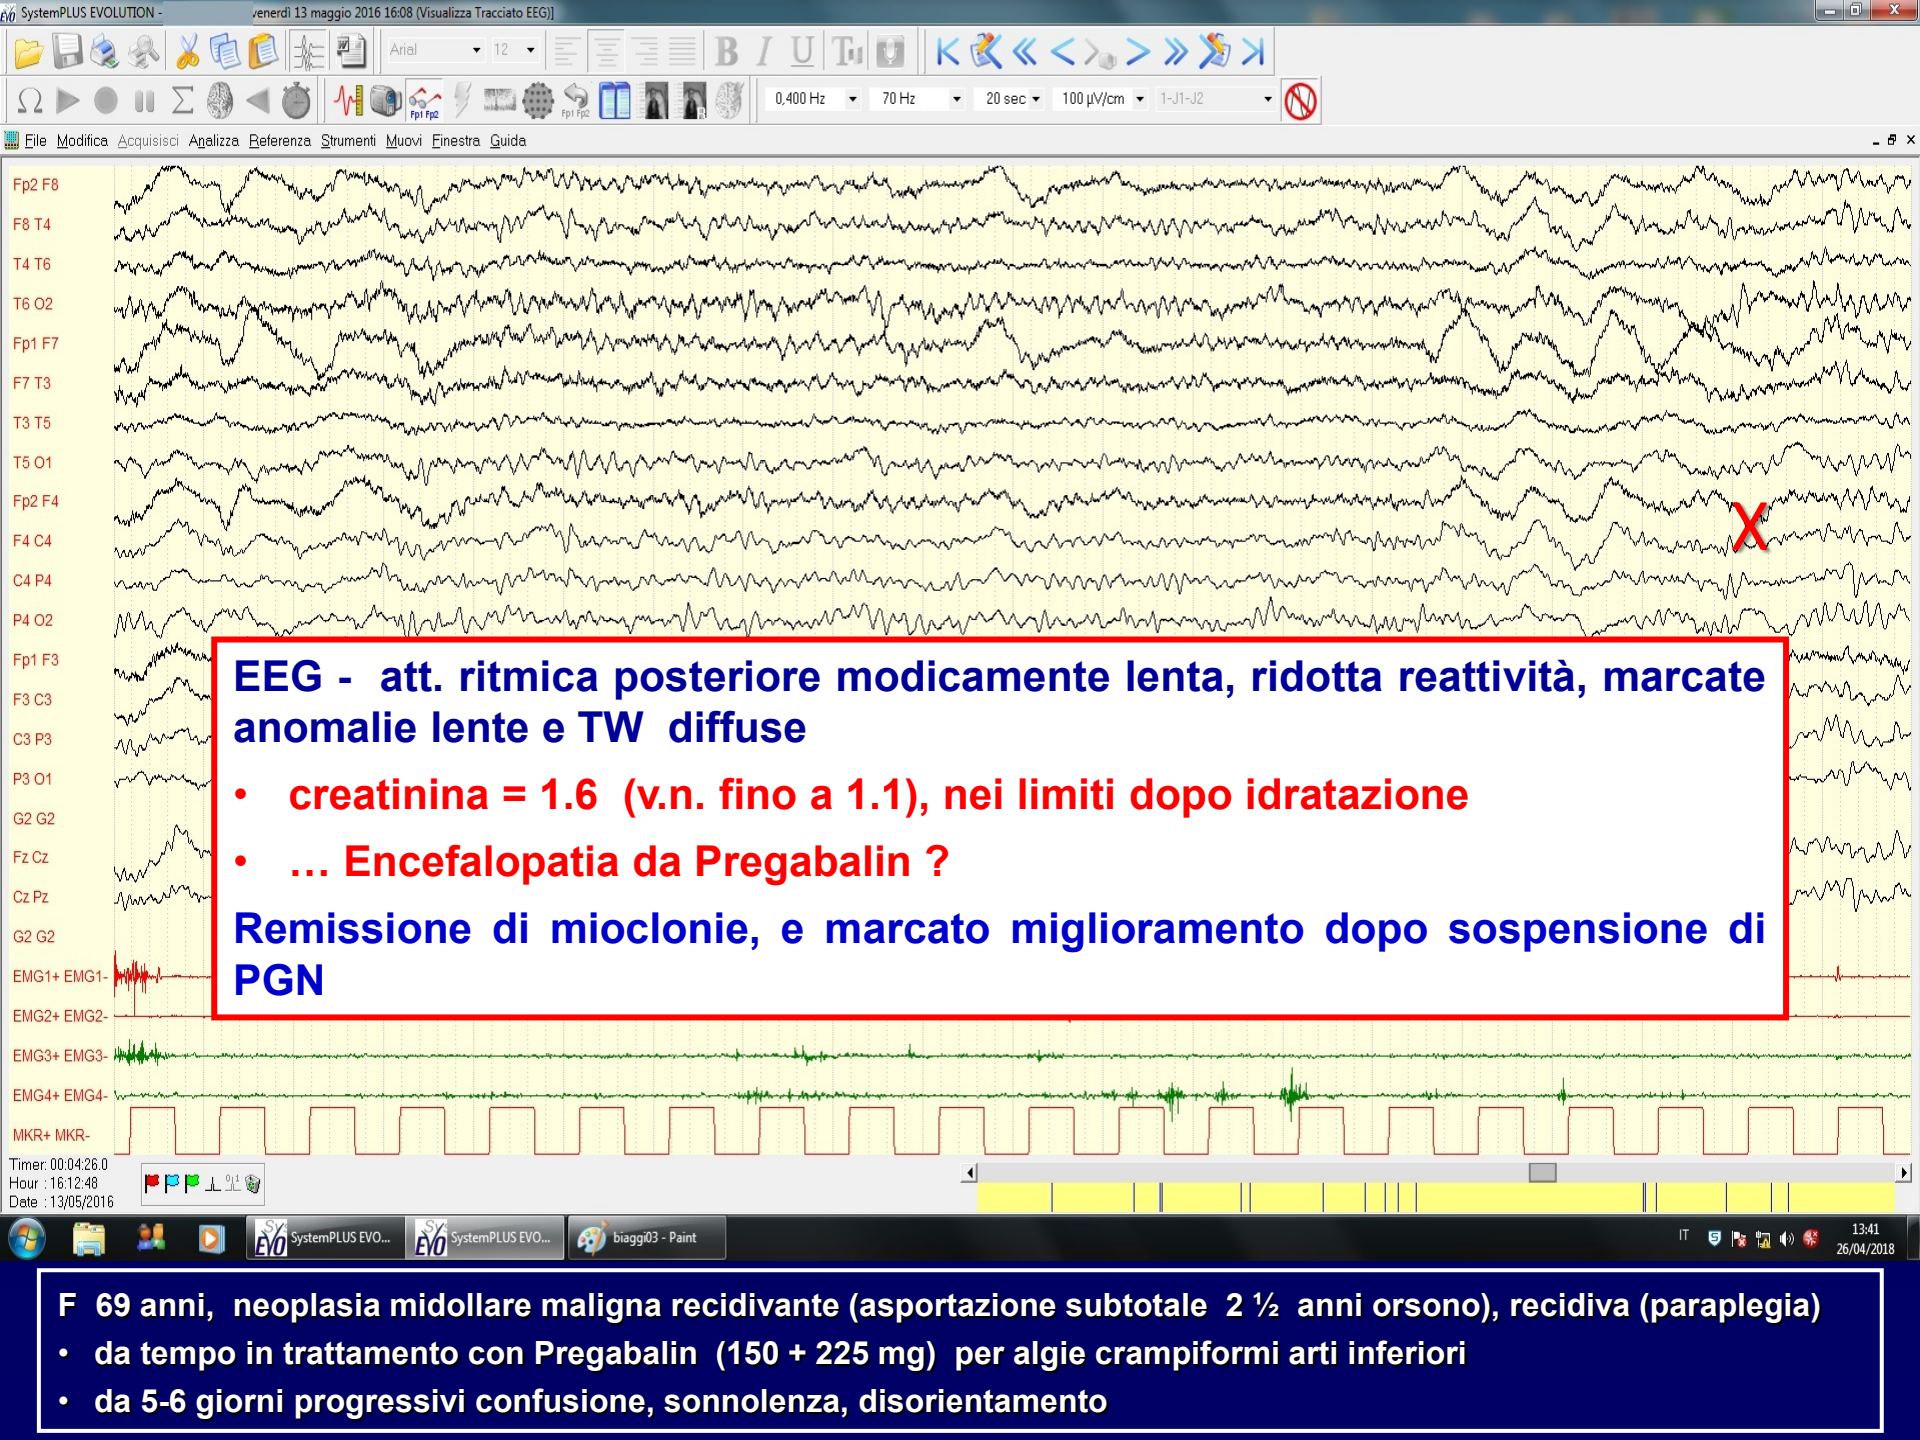 SystemPLUS EVOLUTION - venerdì 13 maggio 2016 16:08 (Visualizza Tracciato EEG)]
Arial 12
0,400 Hz 70 Hz 20 sec 100 µV/cm 1-J1-J2
File Modifica Acquisisci Analizza Referenza Strumenti Muovi Finestra Guida
Fp2 F8
F8 T4
T4 T6
T6 O2
Fp1 F7
F7 T3
T3 T5
T5 O1
Fp2 F4
X
F4 C4
C4 P4
P4 O2
Fp1 F3
F3 C3
C3 P3
P3 O1
G2 G2
Fz Cz
Cz Pz
G2 G2
EMG1+ EMG1-
EMG2+ EMG2-
EMG3+ EMG3-
EMG4+ EMG4-
MKR+ MKR-
EEG - att. ritmica posteriore modicamente lenta, ridotta reattività, marcate
anomalie lente e TW diffuse
• creatinina = 1.6 (v.n. fino a 1.1), nei limiti dopo idratazione
• … Encefalopatia da Pregabalin ?
Remissione di mioclonie, e marcato miglioramento dopo sospensione di
PGN
Timer: 00:04:26.0
Hour : 16:12:48
Date : 13/05/2016
SystemPLUS EVO... SystemPLUS EVO... biaggi03 - Paint
IT 13:41
26/04/2018
F 69 anni, neoplasia midollare maligna recidivante (asportazione subtotale 2 ½ anni orsono), recidiva (paraplegia)
• da tempo in trattamento con Pregabalin (150 + 225 mg) per algie crampiformi arti inferiori
• da 5-6 giorni progressivi confusione, sonnolenza, disorientamento